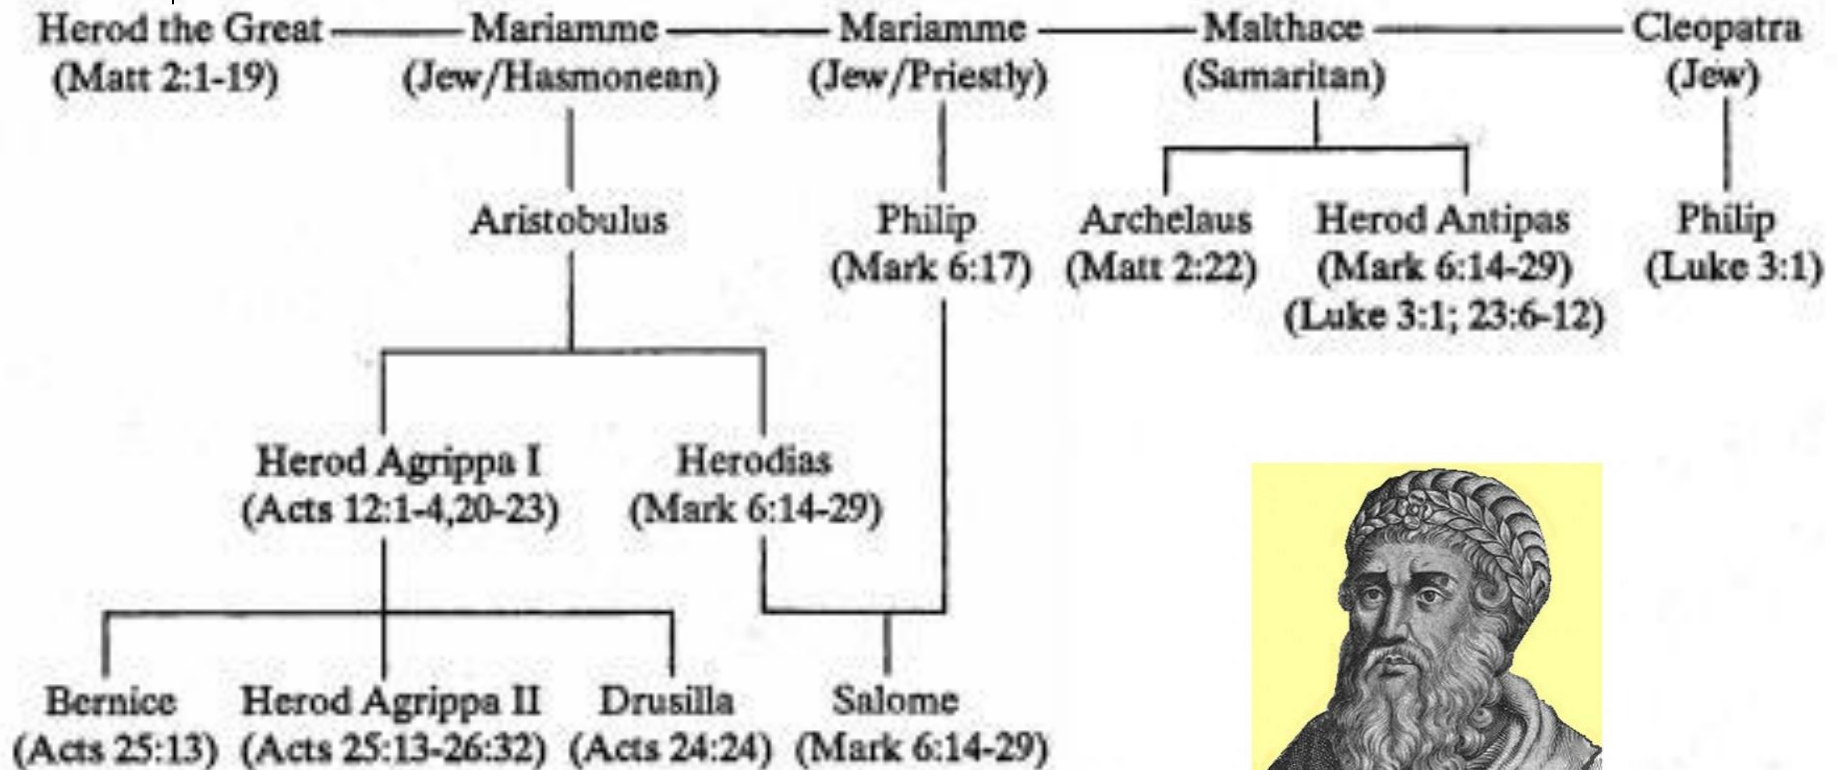 Herod the Great Mariamme Mariamme Malthace Cleopatra
(Matt 2:1-19) (Jew/Hasmonean) (Jew/Priestly) (Samaritan) (Jew)
Aristobulus Philip Archelaus Herod Antipas Philip
(Mark 6:17) (Matt 2:22) (Mark 6:14-29) (Luke 3:1)
(Luke 3:1; 23:6-12)
Herod Agrippa I Herodias
(Acts 12:1-4,20-23) (Mark 6:14-29)
Bernice Herod Agrippa II Drusilla Salome
(Acts 25:13) (Acts 25:13-26:32) (Acts 24:24) (Mark 6:14-29)